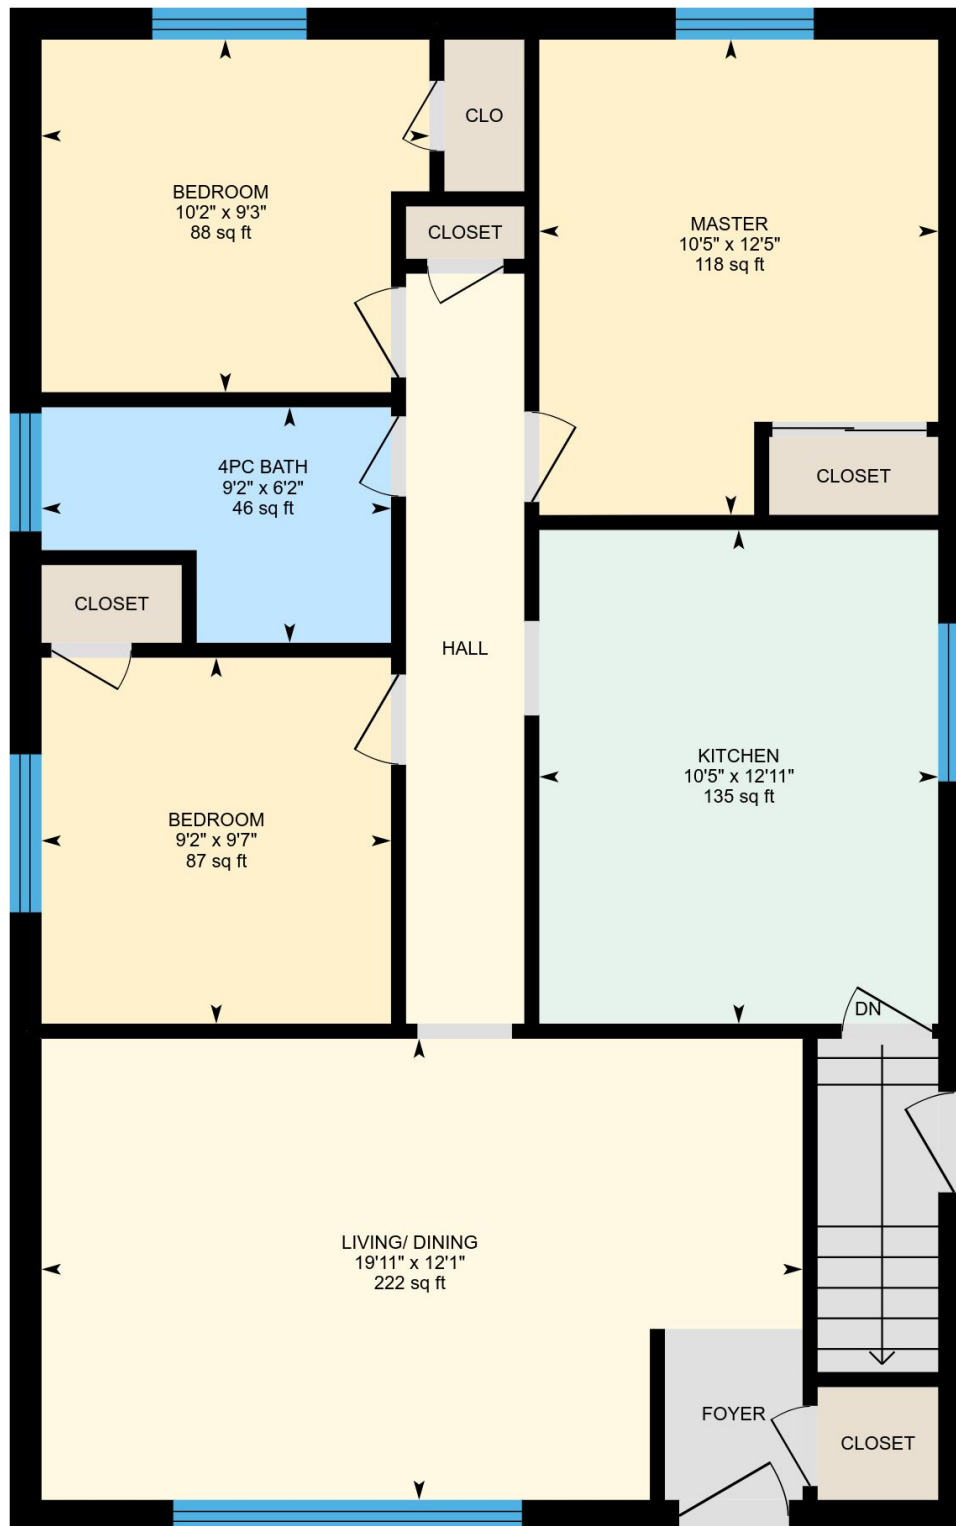 CLO
BEDROOM
10'2" x 9'3"
88 sq ft
CLOSET
MASTER
10'5" x 12'5"
118 sq ft
4PC BATH
9'2" x 6'2"
46 sq ft
CLOSET
CLOSET
HALL
KITCHEN
10'5" x 12'11"
135 sq ft
BEDROOM
9'2" x 9'7"
87 sq ft
DN
LIVING/ DINING
19'11" x 12'1"
222 sq ft
FOYER
CLOSET